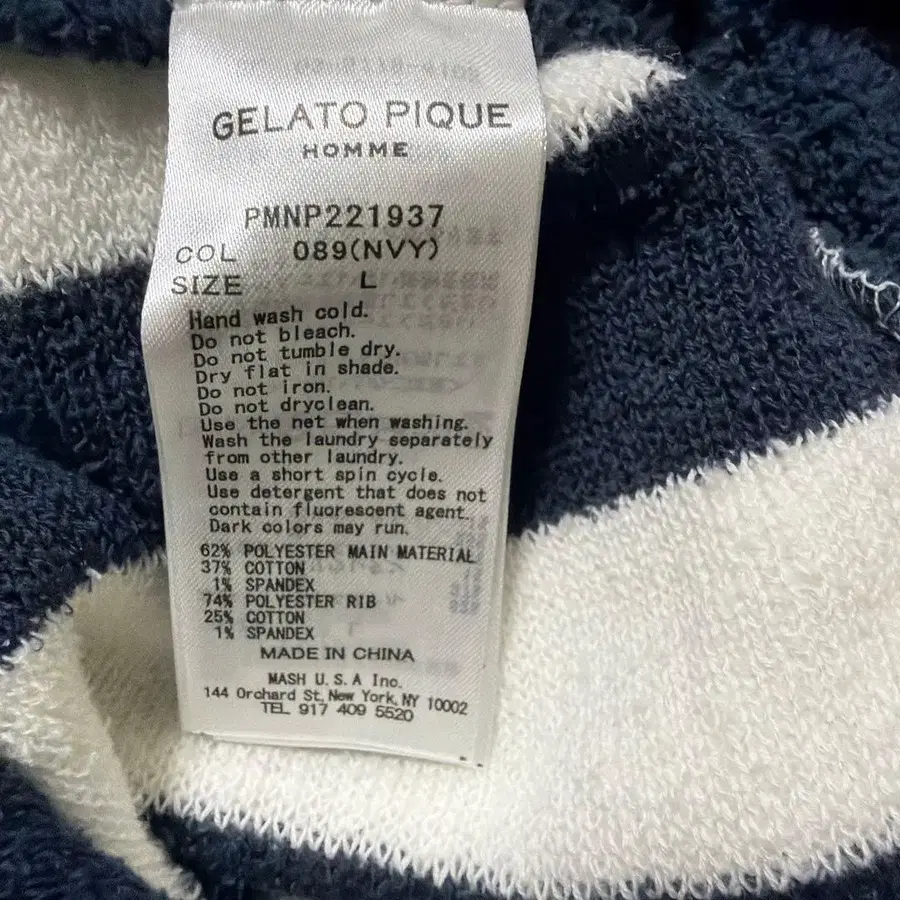 GELATO PIQUE
HOMME
PMNP221937
COL 089(NVY)
SIZE L
Hand wash cold.
Do not bleach.
Do not tumble dry.
Dry flat in shade.
Do not iron.
Do not dryclean.
Use the net when washing.
Wash the laundry separately
from other laundry.
Use a short spin cycle.
Use detergent that does not
contain fluorescent agent.
Dark colors may run.
62% POLYESTER MAIN MATERIAL
37% COTTON
1% SPANDEX
74% POLYESTER RIB
25% COTTON
1% SPANDEX
MADE IN CHINA
MASH U.S.A Inc.
144 Orchard St, New York, NY 10002
TEL 917 409 5520